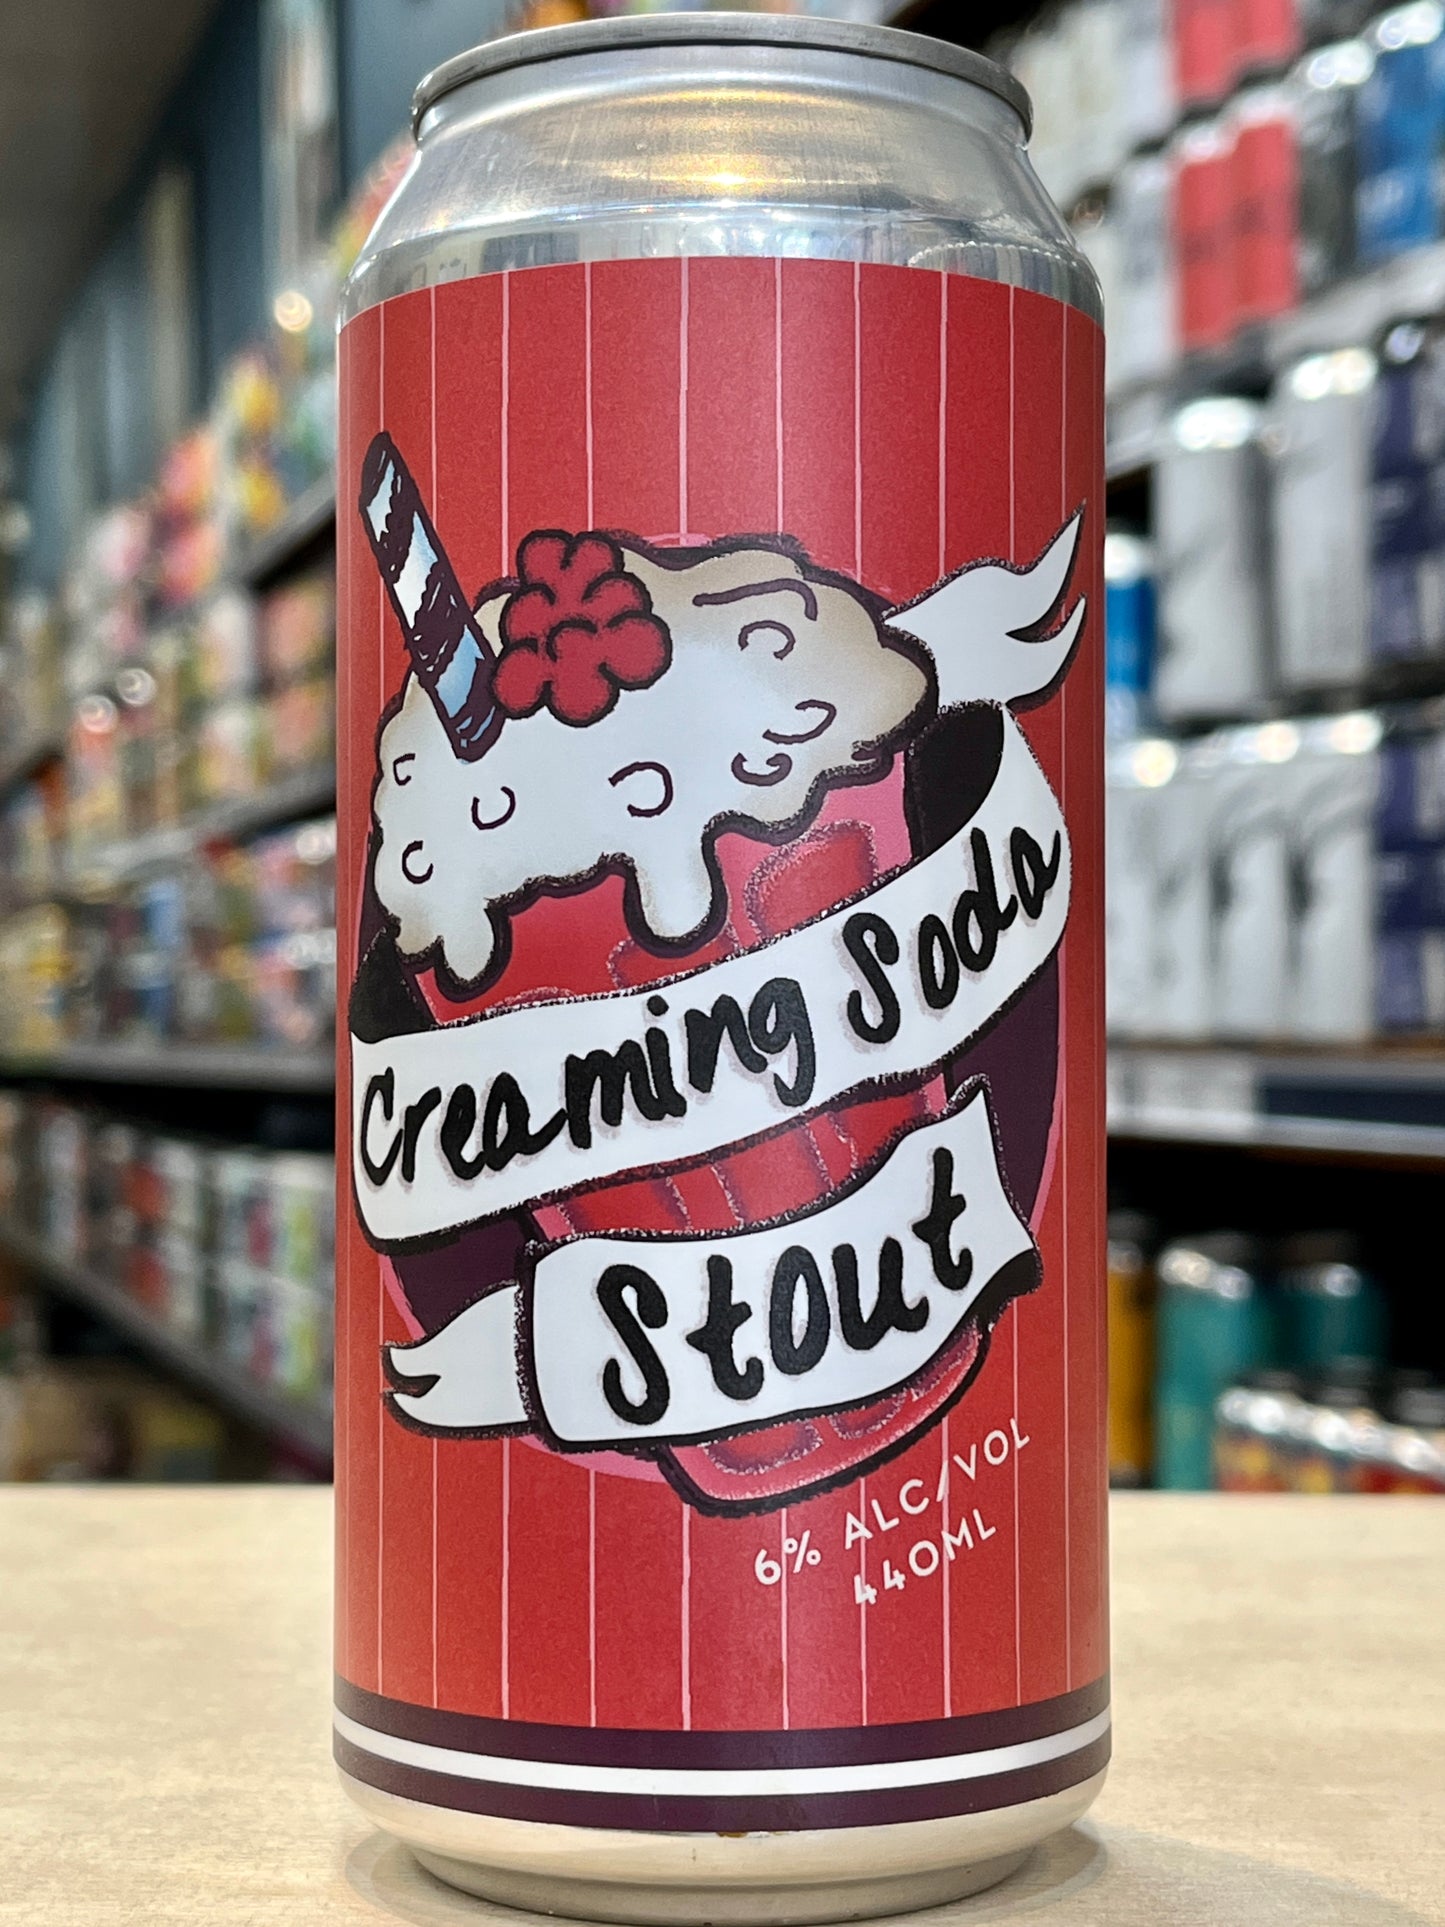 Creaming Soda
Stout
6% ALC/VOL
440ML